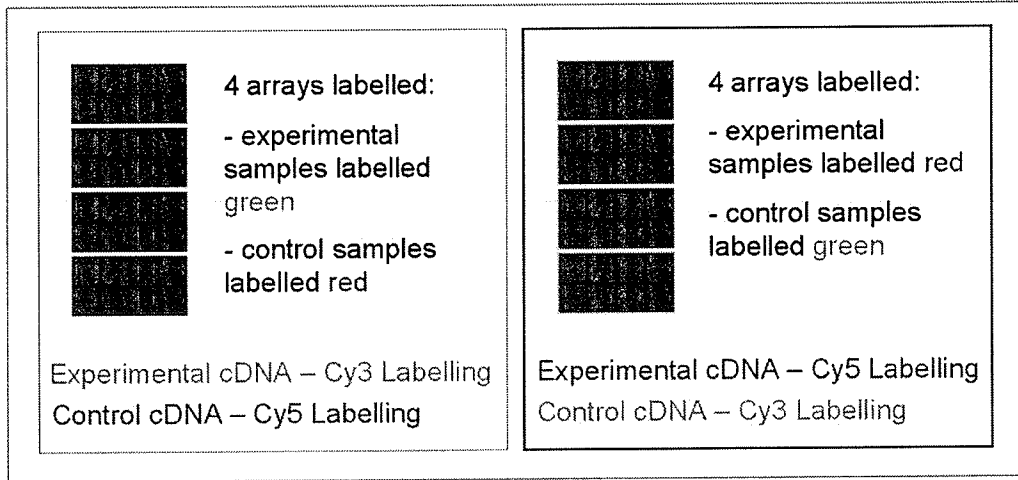 4 arrays labelled:
- experimental
samples labelled
green
- control samples
labelled red
Experimental cDNA – Cy3 Labelling
Control cDNA – Cy5 Labelling
4 arrays labelled:
- experimental
samples labelled red
- control samples
labelled green
Experimental cDNA – Cy5 Labelling
Control cDNA – Cy3 Labelling